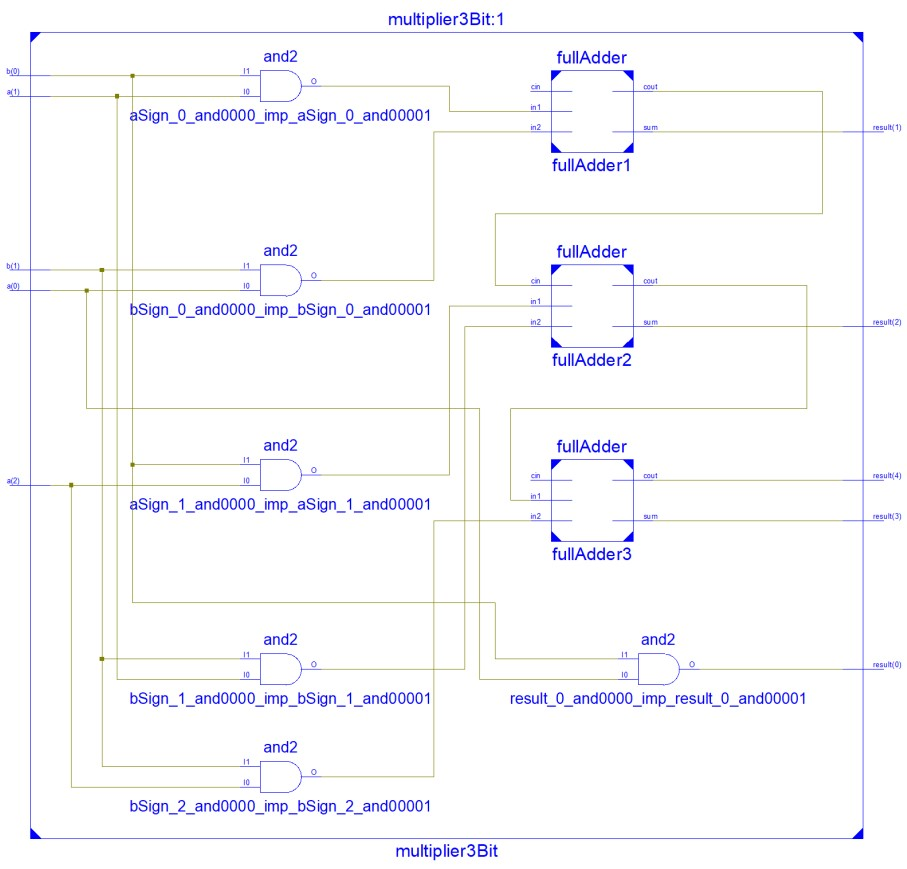 multiplier3Bit:1
and2
fullAdder
b(0)
I1
O
cin
cout
a(1)
I0
in1
aSign_0_and0000_imp_aSign_0_and00001
in2
sum
result(1)
fullAdder1
and2
fullAdder
b(1)
I1
O
cin
cout
a(0)
I0
in1
bSign_0_and0000_imp_bSign_0_and00001
in2
sum
result(2)
fullAdder2
and2
fullAdder
I1
O
cin
cout
result(4)
a(2)
I0
in1
aSign_1_and0000_imp_aSign_1_and00001
in2
sum
result(3)
fullAdder3
and2
and2
I1
O
I1
O
result(0)
I0
I0
bSign_1_and0000_imp_bSign_1_and00001
result_0_and0000_imp_result_0_and00001
and2
I1
O
I0
bSign_2_and0000_imp_bSign_2_and00001
multiplier3Bit